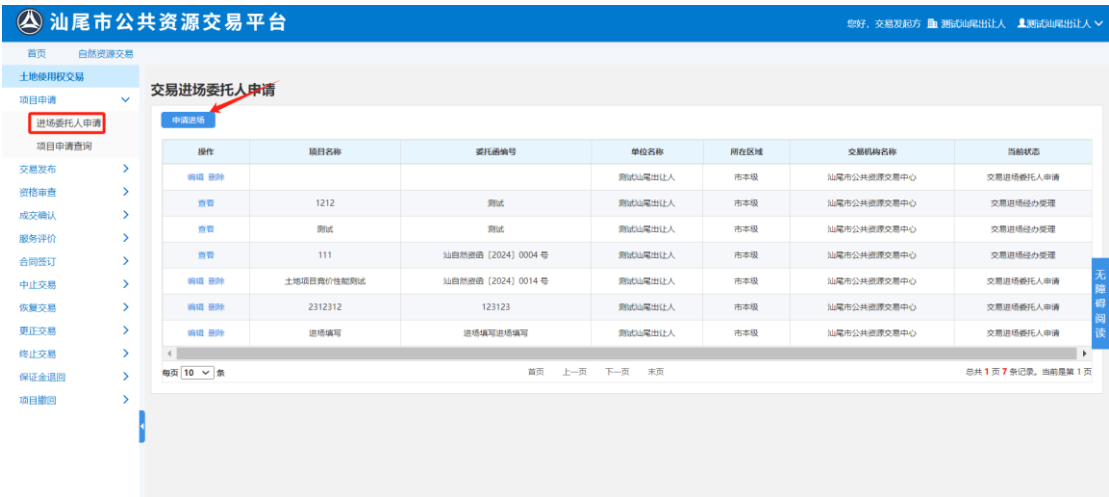 汕尾市公共资源交易平台
您好，交易发起方 测试汕尾出让人 测试汕尾出让人
首页 自然资源交易
土地使用权交易
项目申请
进场委托人申请
项目申请查询
交易发布
资格审查
成交确认
服务评价
合同签订
中止交易
恢复交易
更正交易
终止交易
保证金退回
项目撤回
交易进场委托人申请
申请进场
操作 项目名称 委托函编号 单位名称 所在区域 交易机构名称 当前状态
编辑 删除 测试汕尾出让人 市本级 汕尾市公共资源交易中心 交易进场委托人申请
查看 1212 测试 测试汕尾出让人 市本级 汕尾市公共资源交易中心 交易进场经办受理
查看 测试 测试 测试汕尾出让人 市本级 汕尾市公共资源交易中心 交易进场经办受理
查看 111 汕自然资函［2024］0004 号 测试汕尾出让人 市本级 汕尾市公共资源交易中心 交易进场经办受理
编辑 删除 土地项目竞价性能测试 汕自然资函［2024］0014 号 测试汕尾出让人 市本级 汕尾市公共资源交易中心 交易进场委托人申请
编辑 删除 2312312 123123 测试汕尾出让人 市本级 汕尾市公共资源交易中心 交易进场委托人申请
编辑 删除 进场填写 进场填写进场填写 测试汕尾出让人 市本级 汕尾市公共资源交易中心 交易进场委托人申请
每页 10 条 首页 上一页 下一页 末页 总共 1 页 7 条记录。当前是第 1 页
无障碍阅读